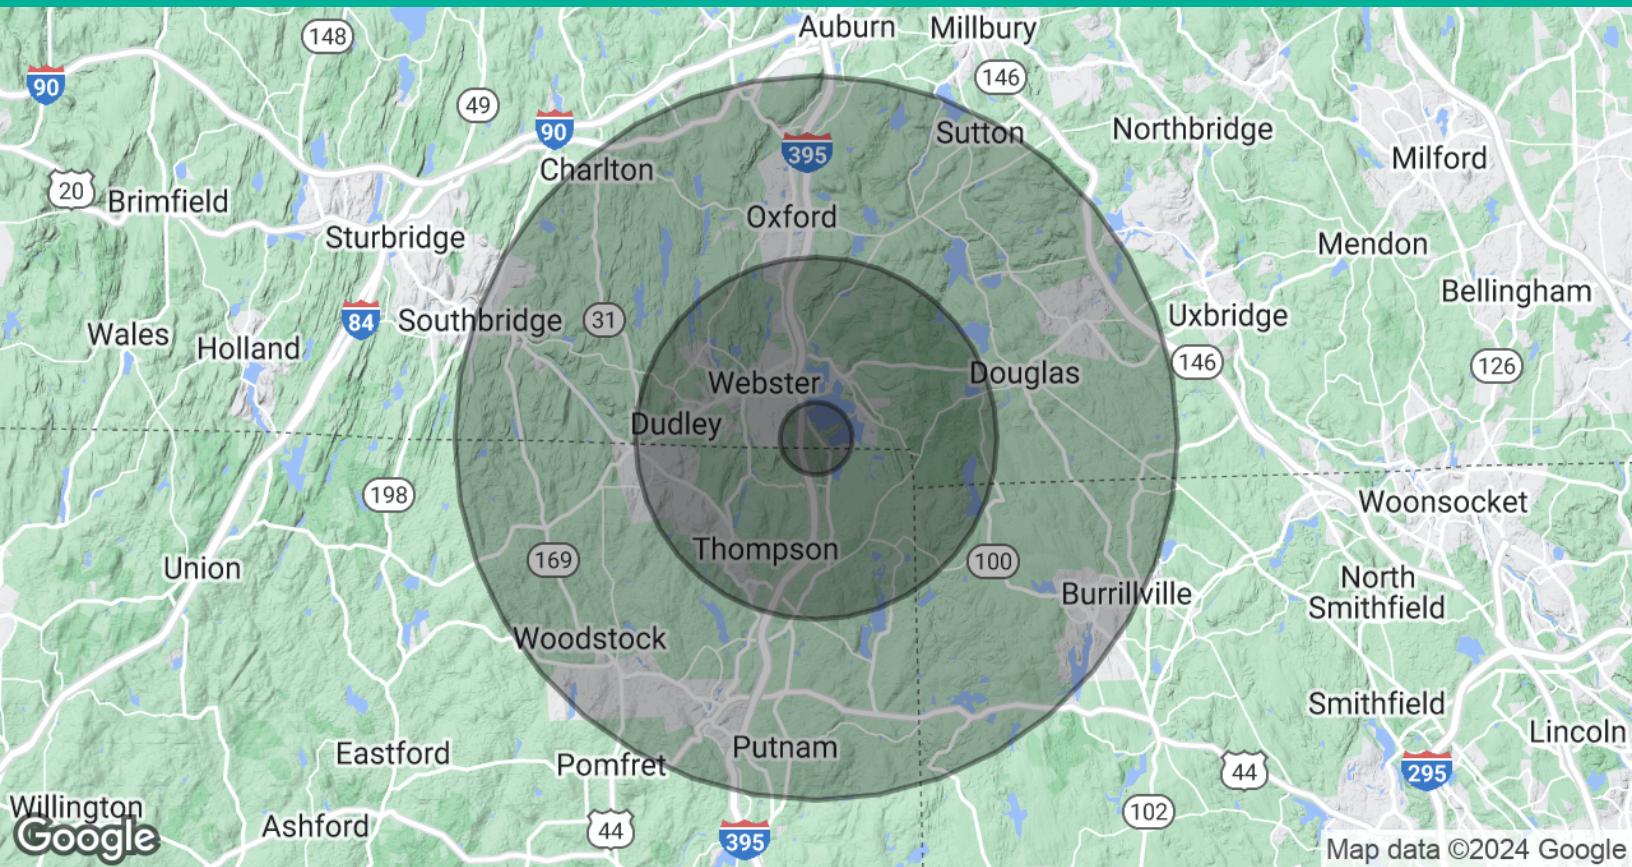 Auburn
Millbury
148
90
146
49
90
Sutton
Northbridge
395
Milford
Charlton
20
Brimfield
Oxford
Sturbridge
Mendon
Bellingham
84
Southbridge
31
Uxbridge
Wales
Holland
146
126
Webster
Douglas
Dudley
198
Woonsocket
Thompson
169
100
Union
Burrillville
North
Smithfield
Woodstock
Smithfield
Lincoln
Putnam
Eastford
Pomfret
44
295
Willington
Ashford
44
102
395
Google
Map data ©2024 Google